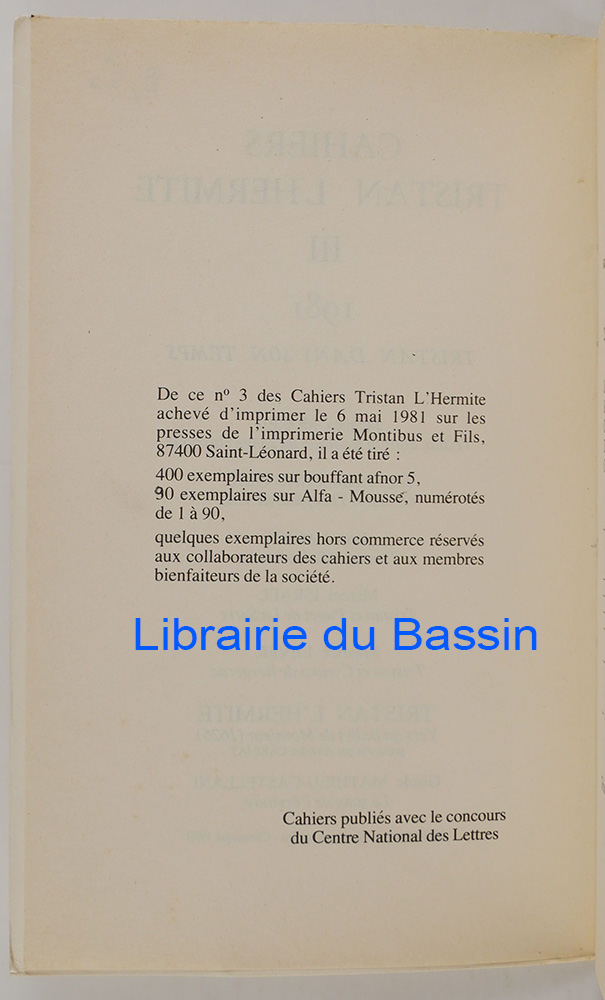 De ce nº 3 des Cahiers Tristan L'Hermite
achevé d'imprimer le 6 mai 1981 sur les
presses de l'imprimerie Montibus et Fils,
87400 Saint-Léonard, il a été tiré :
400 exemplaires sur bouffant afnor 5,
90 exemplaires sur Alfa - Mousse, numérotés
de 1 à 90,
quelques exemplaires hors commerce réservés
aux collaborateurs des cahiers et aux membres
bienfaiteurs de la société.
Librairie du Bassin
Cahiers publiés avec le concours
du Centre National des Lettres